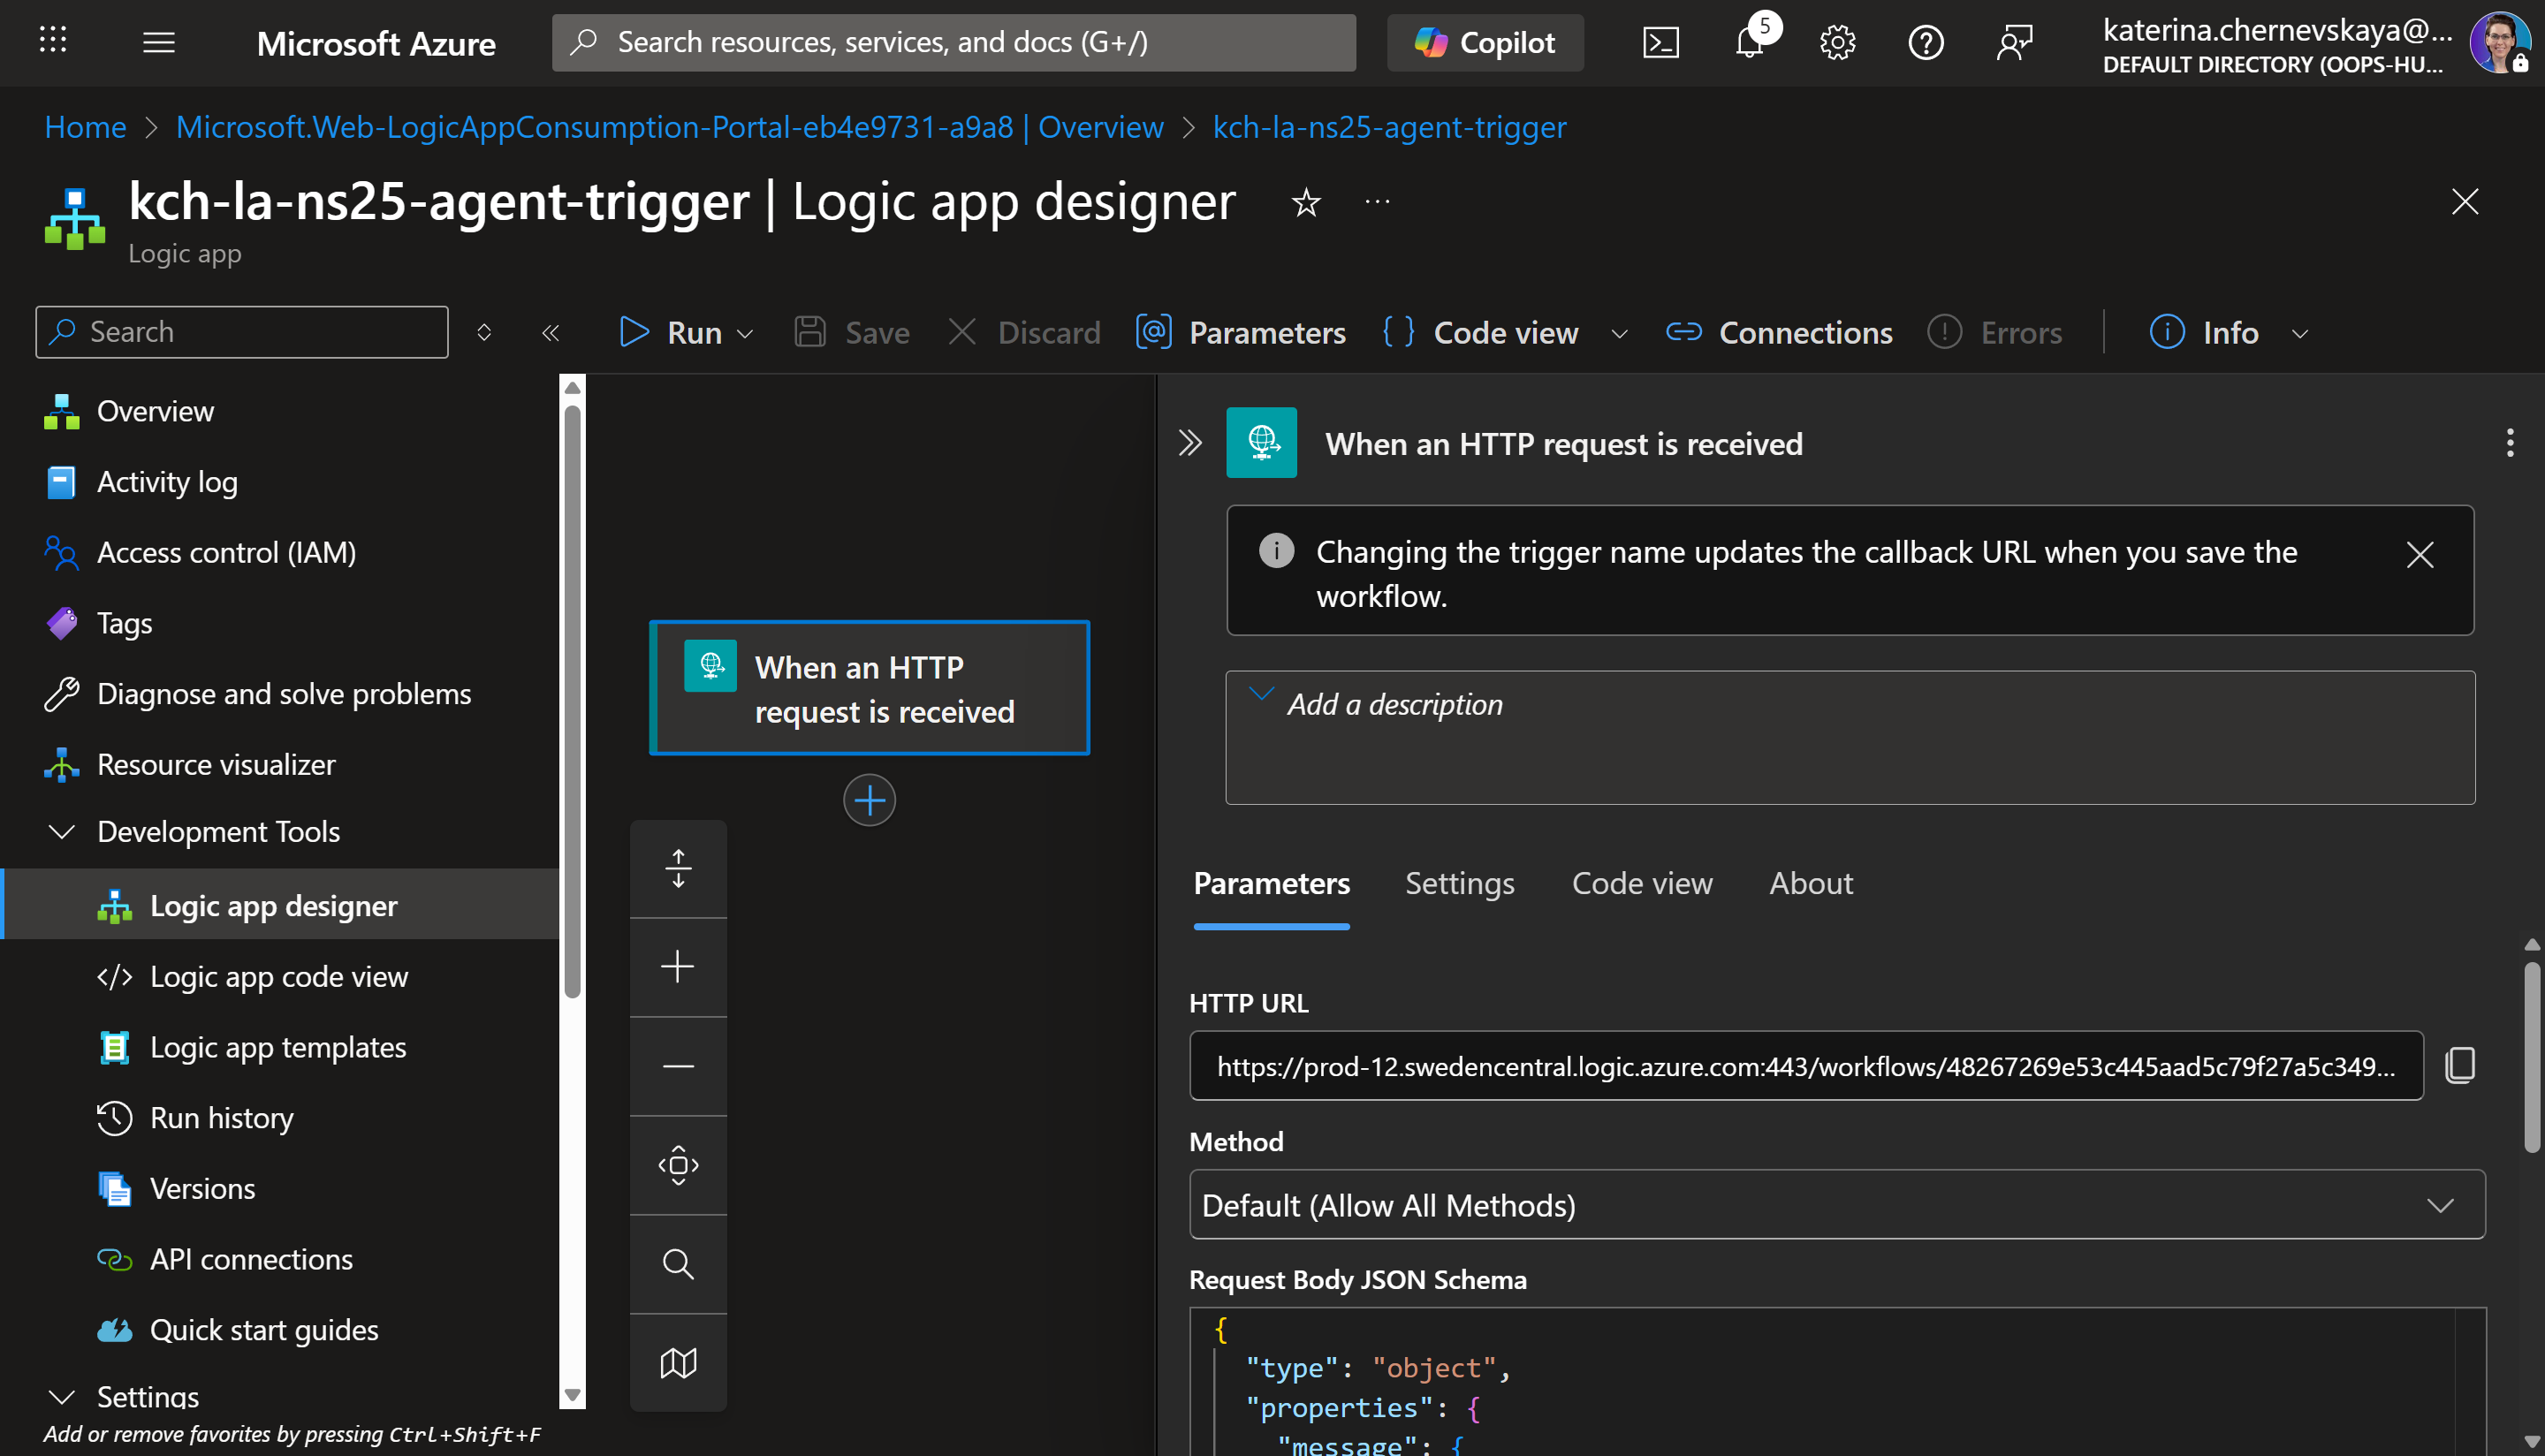 Microsoft Azure
Search resources, services, and docs (G+/)
Copilot
5
katerina.chernevskaya@...
DEFAULT DIRECTORY (OOPS-HU...
Home > Microsoft.Web-LogicAppConsumption-Portal-eb4e9731-a9a8 | Overview > kch-la-ns25-agent-trigger
kch-la-ns25-agent-trigger | Logic app designer
Logic app
Search
Run
Save
Discard
Parameters
Code view
Connections
Errors
Info
Overview
Activity log
Access control (IAM)
Tags
Diagnose and solve problems
Resource visualizer
Development Tools
Logic app designer
Logic app code view
Logic app templates
Run history
Versions
API connections
Quick start guides
Settings
Add or remove favorites by pressing Ctrl+Shift+F
When an HTTP
request is received
When an HTTP request is received
Changing the trigger name updates the callback URL when you save the
workflow.
Add a description
Parameters
Settings
Code view
About
HTTP URL
https://prod-12.swedencentral.logic.azure.com:443/workflows/48267269e53c445aad5c79f27a5c349...
Method
Default (Allow All Methods)
Request Body JSON Schema
{
"type": "object",
"properties": {
"message": {